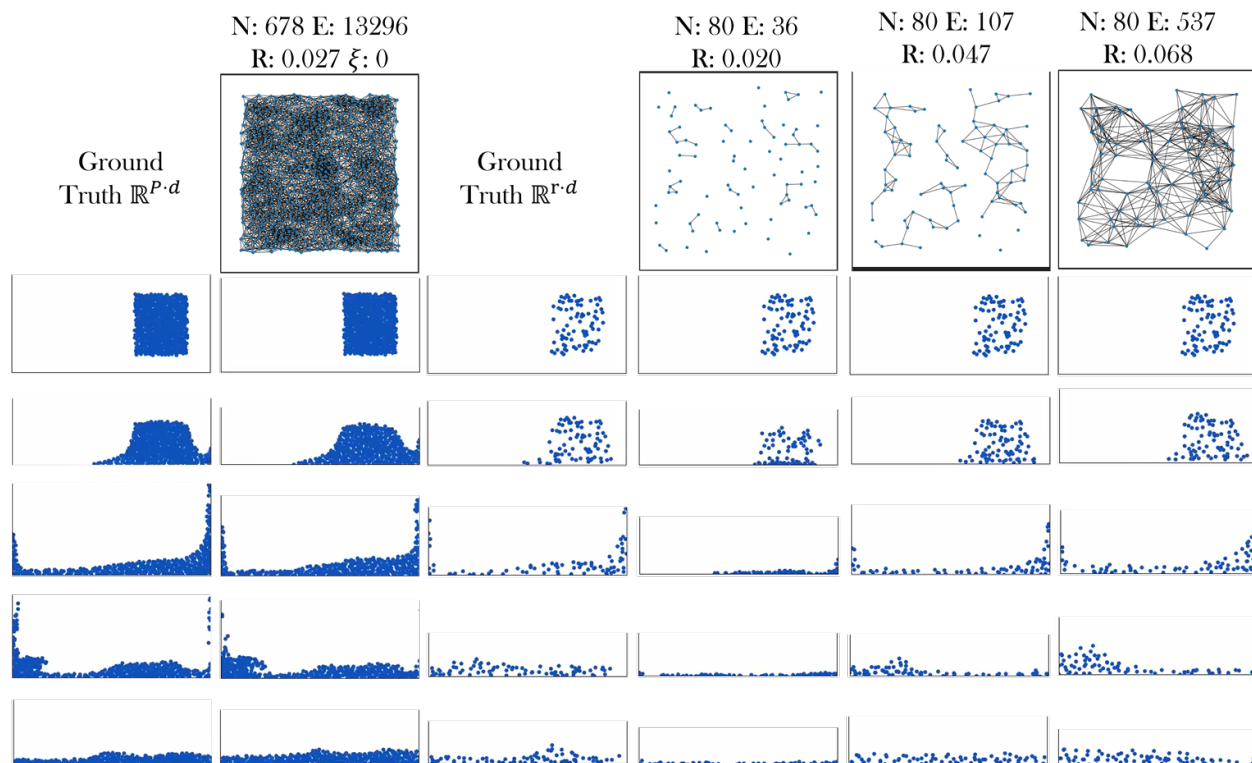 N: 678 E: 13296
R: 0.027 ξ: 0
N: 80 E: 36
R: 0.020
N: 80 E: 107
R: 0.047
N: 80 E: 537
R: 0.068
Ground
Truth ℝ^{P·d}
Ground
Truth ℝ^{r·d}